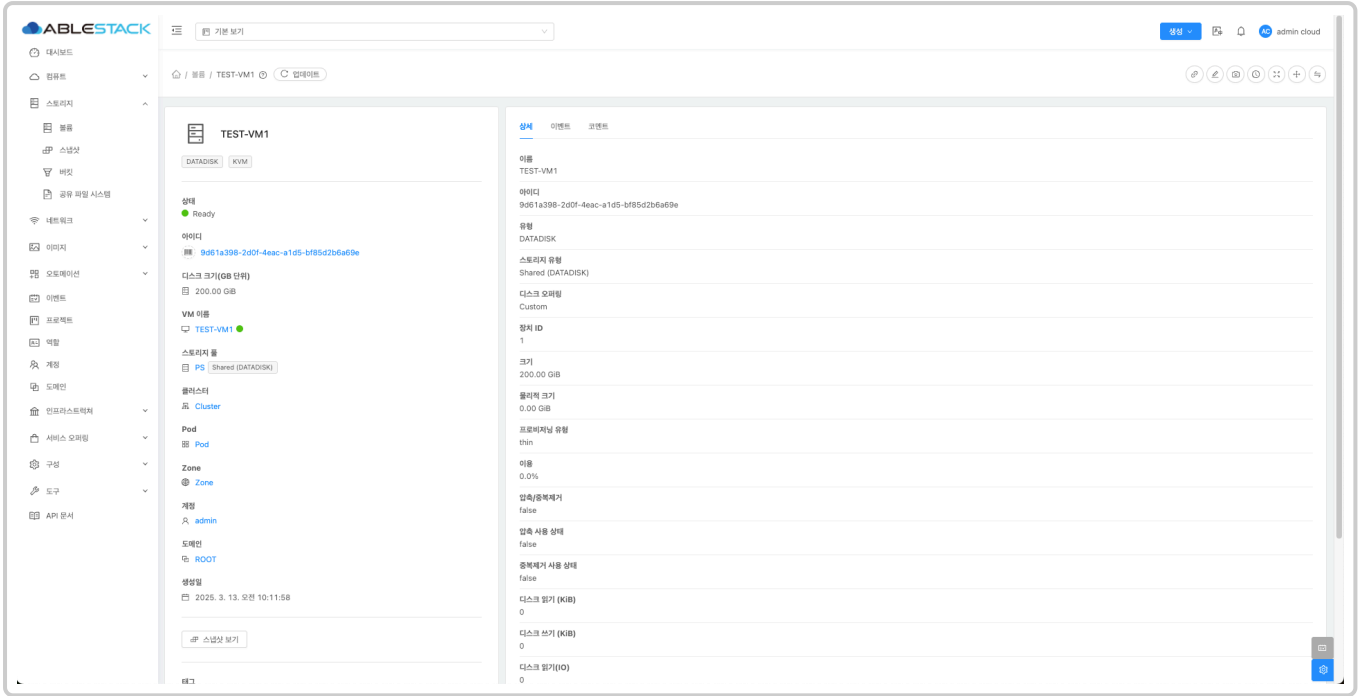 ABLESTACK
기본 보기
생성
AC
admin cloud
대시보드
컴퓨트
스토리지
볼륨
스냅샷
버킷
공유 파일 시스템
네트워크
이미지
오토메이션
이벤트
프로젝트
역할
계정
도메인
인프라스트럭쳐
서비스 오퍼링
구성
도구
API 문서
/ 볼륨 / TEST-VM1
업데이트
TEST-VM1
DATADISK
KVM
상태
Ready
아이디
9d61a398-2d0f-4eac-a1d5-bf85d2b6a69e
디스크 크기(GB 단위)
200.00 GiB
VM 이름
TEST-VM1
스토리지 풀
PS Shared (DATADISK)
클러스터
Cluster
Pod
Pod
Zone
Zone
계정
admin
도메인
ROOT
생성일
2025. 3. 13. 오전 10:11:58
스냅샷 보기
태그
상세
이벤트
코멘트
이름
TEST-VM1
아이디
9d61a398-2d0f-4eac-a1d5-bf85d2b6a69e
유형
DATADISK
스토리지 유형
Shared (DATADISK)
디스크 오퍼링
Custom
장치 ID
1
크기
200.00 GiB
물리적 크기
0.00 GiB
프로비저닝 유형
thin
이용
0.0%
압축/중복제거
false
압축 사용 상태
false
중복제거 사용 상태
false
디스크 읽기 (KiB)
0
디스크 쓰기 (KiB)
0
디스크 읽기(IO)
0